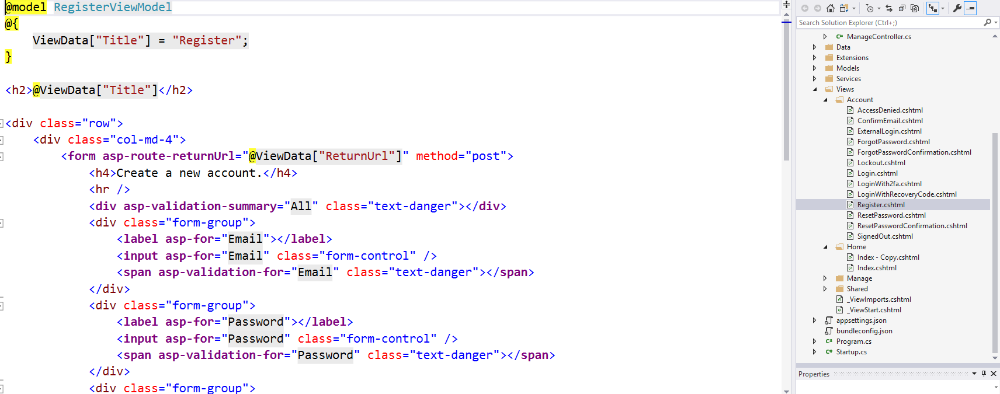 @model RegisterViewModel
@{
    ViewData["Title"] = "Register";
}
<h2>@ViewData["Title"]</h2>
<div class="row">
    <div class="col-md-4">
        <form asp-route-returnUrl="@ViewData["ReturnUrl"]" method="post">
            <h4>Create a new account.</h4>
            <hr />
            <div asp-validation-summary="All" class="text-danger"></div>
            <div class="form-group">
                <label asp-for="Email"></label>
                <input asp-for="Email" class="form-control" />
                <span asp-validation-for="Email" class="text-danger"></span>
            </div>
            <div class="form-group">
                <label asp-for="Password"></label>
                <input asp-for="Password" class="form-control" />
                <span asp-validation-for="Password" class="text-danger"></span>
            </div>
            <div class="form-group">
Search Solution Explorer (Ctrl+;)
C# ManageController.cs
Data
Extensions
Models
Services
Views
Account
AccessDenied.cshtml
ConfirmEmail.cshtml
ExternalLogin.cshtml
ForgotPassword.cshtml
ForgotPasswordConfirmation.cshtml
Lockout.cshtml
Login.cshtml
LoginWith2fa.cshtml
LoginWithRecoveryCode.cshtml
Register.cshtml
ResetPassword.cshtml
ResetPasswordConfirmation.cshtml
SignedOut.cshtml
Home
Index - Copy.cshtml
Index.cshtml
Manage
Shared
_ViewImports.cshtml
_ViewStart.cshtml
appsettings.json
bundleconfig.json
C# Program.cs
C# Startup.cs
Properties